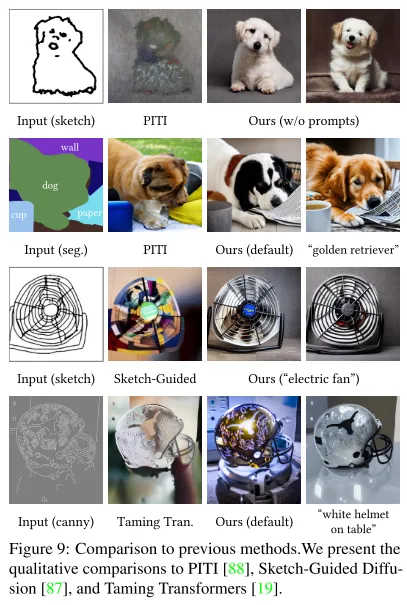 Input (sketch) PITI Ours (w/o prompts)
wall
dog
cup
paper
Input (seg.) PITI Ours (default) “golden retriever”
Input (sketch) Sketch-Guided Ours (“electric fan”)
Input (canny) Taming Tran. Ours (default) “white helmet
on table”
Figure 9: Comparison to previous methods.We present the
qualitative comparisons to PITI [88], Sketch-Guided Diffu-
sion [87], and Taming Transformers [19].